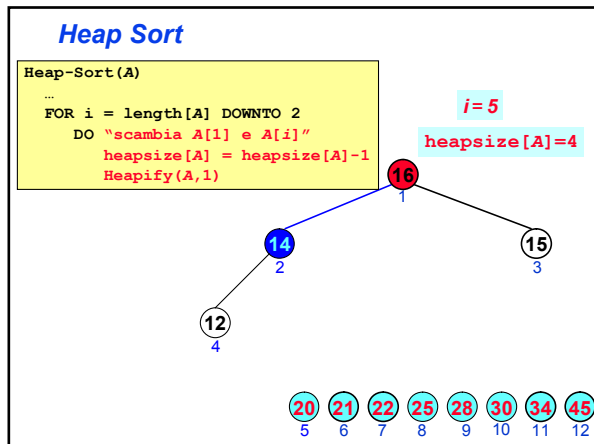 Heap Sort
Heap-Sort(A)
…
FOR i = length[A] DOWNTO 2
DO “scambia A[1] e A[i]”
heapsize[A] = heapsize[A]-1
Heapify(A,1)
i = 5
heapsize[A]=4
16
1
14
2
15
3
12
4
20 21 22 25 28 30 34 45
5 6 7 8 9 10 11 12